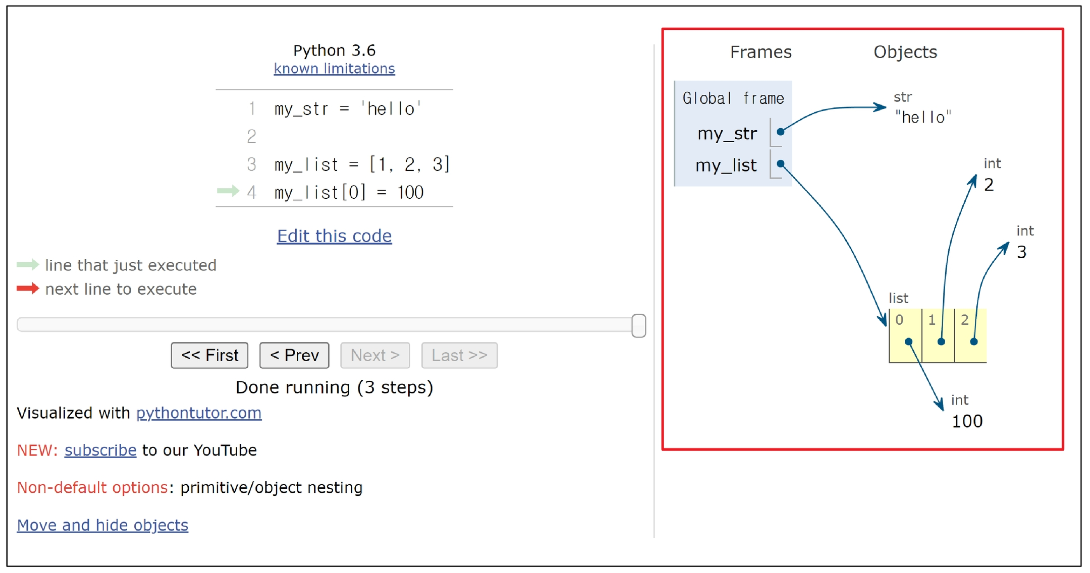 Python 3.6
known limitations
1 my_str = 'hello'
2
3 my_list = [1, 2, 3]
4 my_list[0] = 100
Edit this code
line that just executed
next line to execute
<< First < Prev Next > Last >>
Done running (3 steps)
Visualized with pythontutor.com
NEW: subscribe to our YouTube
Non-default options: primitive/object nesting
Move and hide objects
Frames Objects
Global frame
my_str
my_list
str
"hello"
int
2
int
3
list
0 1 2
int
100